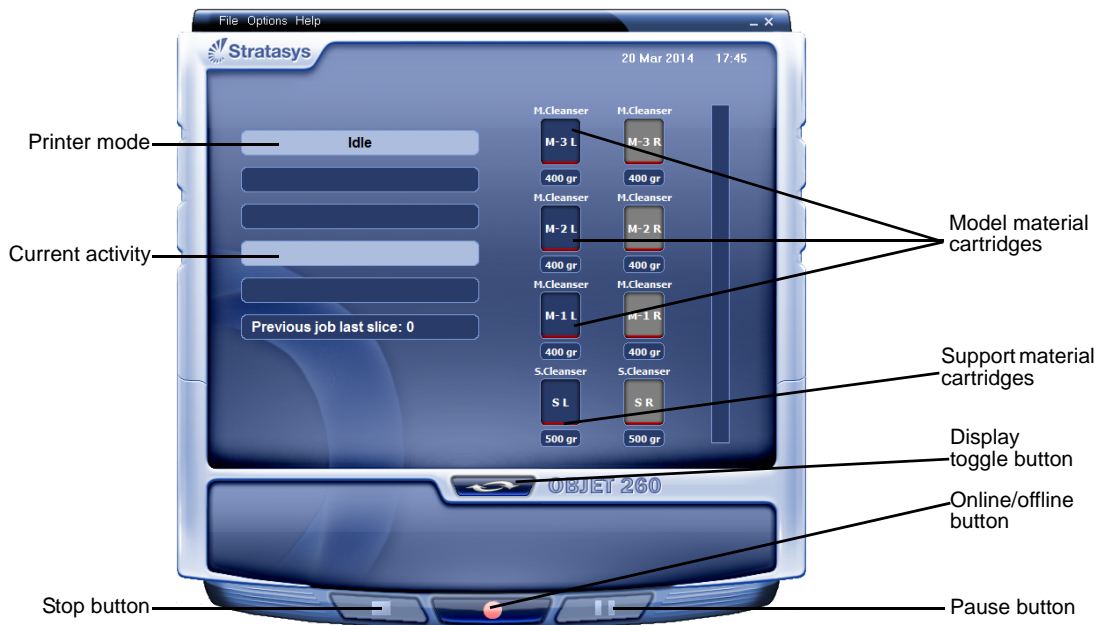 File Options Help
Stratasys
20 Mar 2014 17:45
Printer mode
Idle
Current activity
Previous job last slice: 0
M.Cleanser M.Cleanser
M-3 L M-3 R
400 gr 400 gr
M.Cleanser M.Cleanser
M-2 L M-2 R
400 gr 400 gr
M.Cleanser M.Cleanser
M-1 L M-1 R
400 gr 400 gr
S.Cleanser S.Cleanser
S L S R
500 gr 500 gr
Model material
cartridges
Support material
cartridges
Display
toggle button
OBJET 260
Online/offline
button
Stop button
Pause button